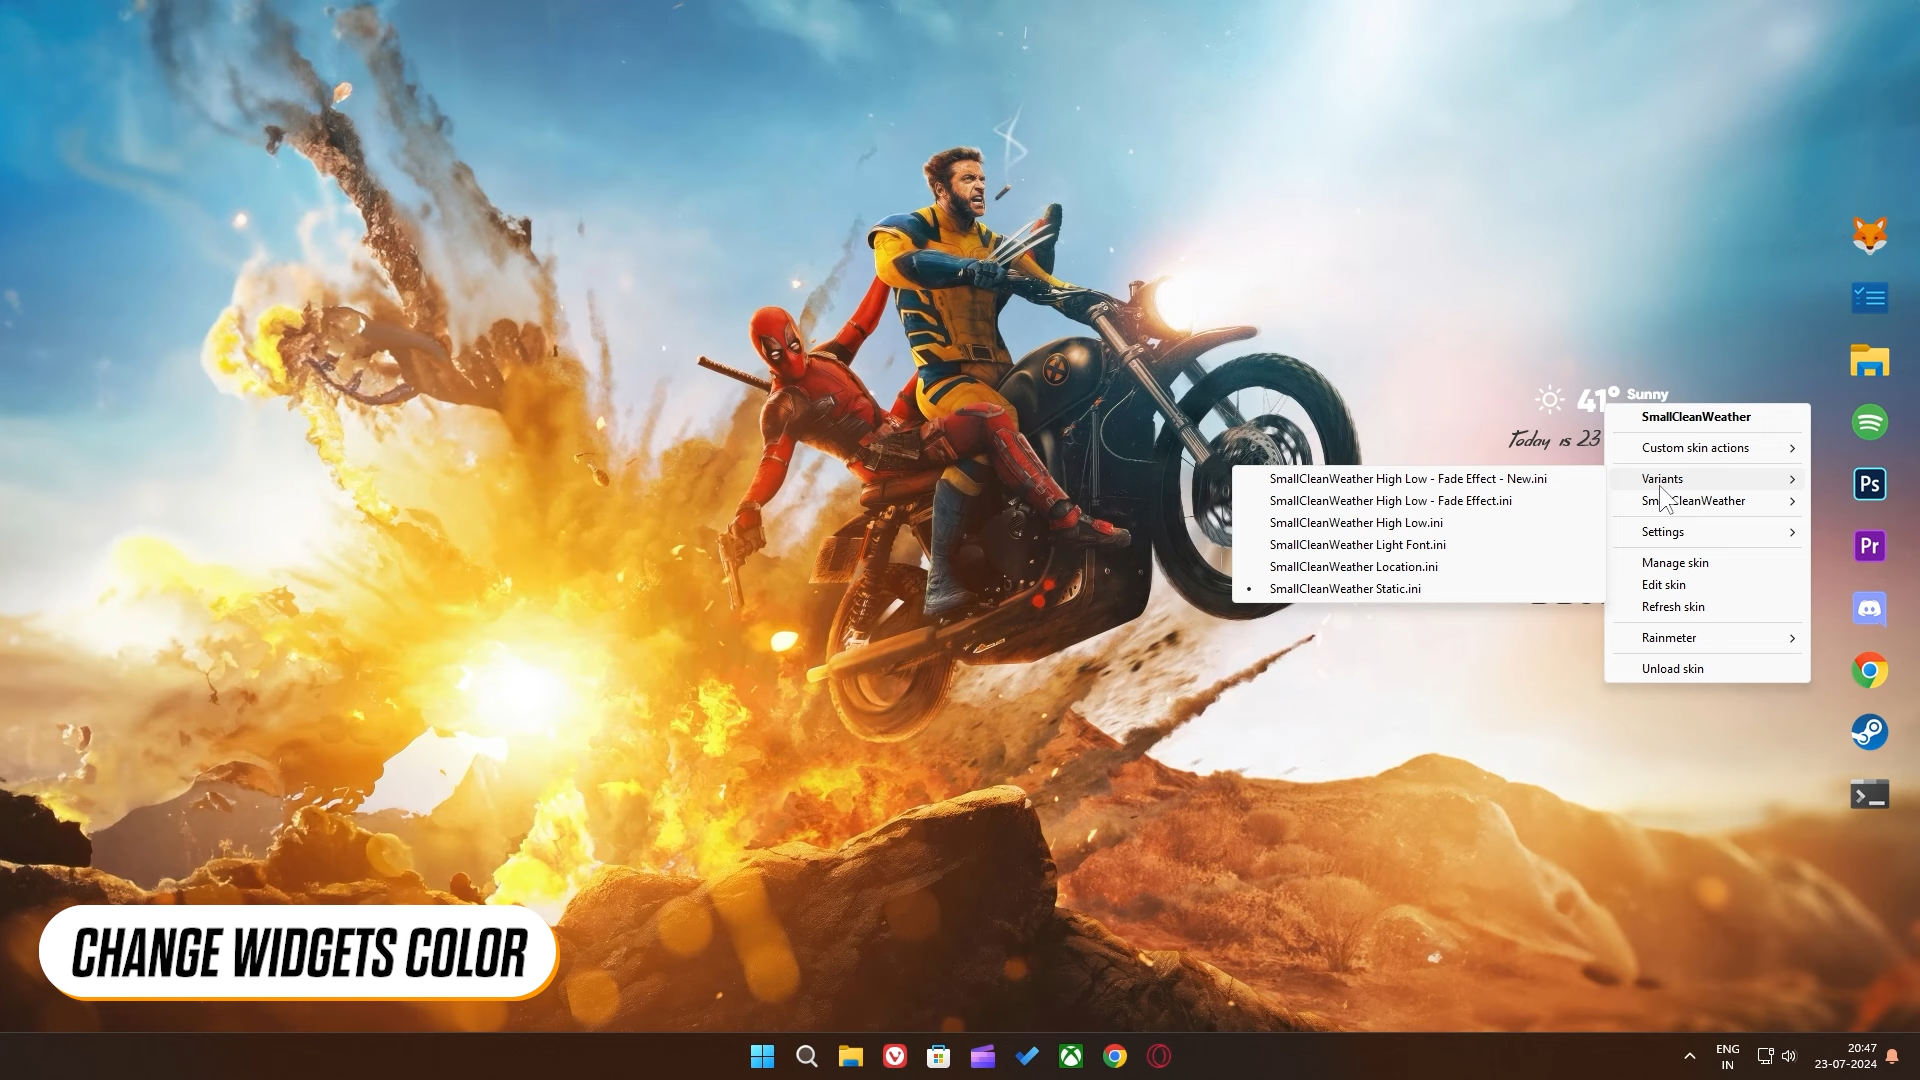 41° Sunny
Today is 23
SmallCleanWeather
Custom skin actions
Variants
SmallCleanWeather
Settings
Manage skin
Edit skin
Refresh skin
Rainmeter
Unload skin
SmallCleanWeather High Low - Fade Effect - New.ini
SmallCleanWeather High Low - Fade Effect.ini
SmallCleanWeather High Low.ini
SmallCleanWeather Light Font.ini
SmallCleanWeather Location.ini
• SmallCleanWeather Static.ini
Ps
Pr
CHANGE WIDGETS COLOR
ENG
IN
20:47
23-07-2024